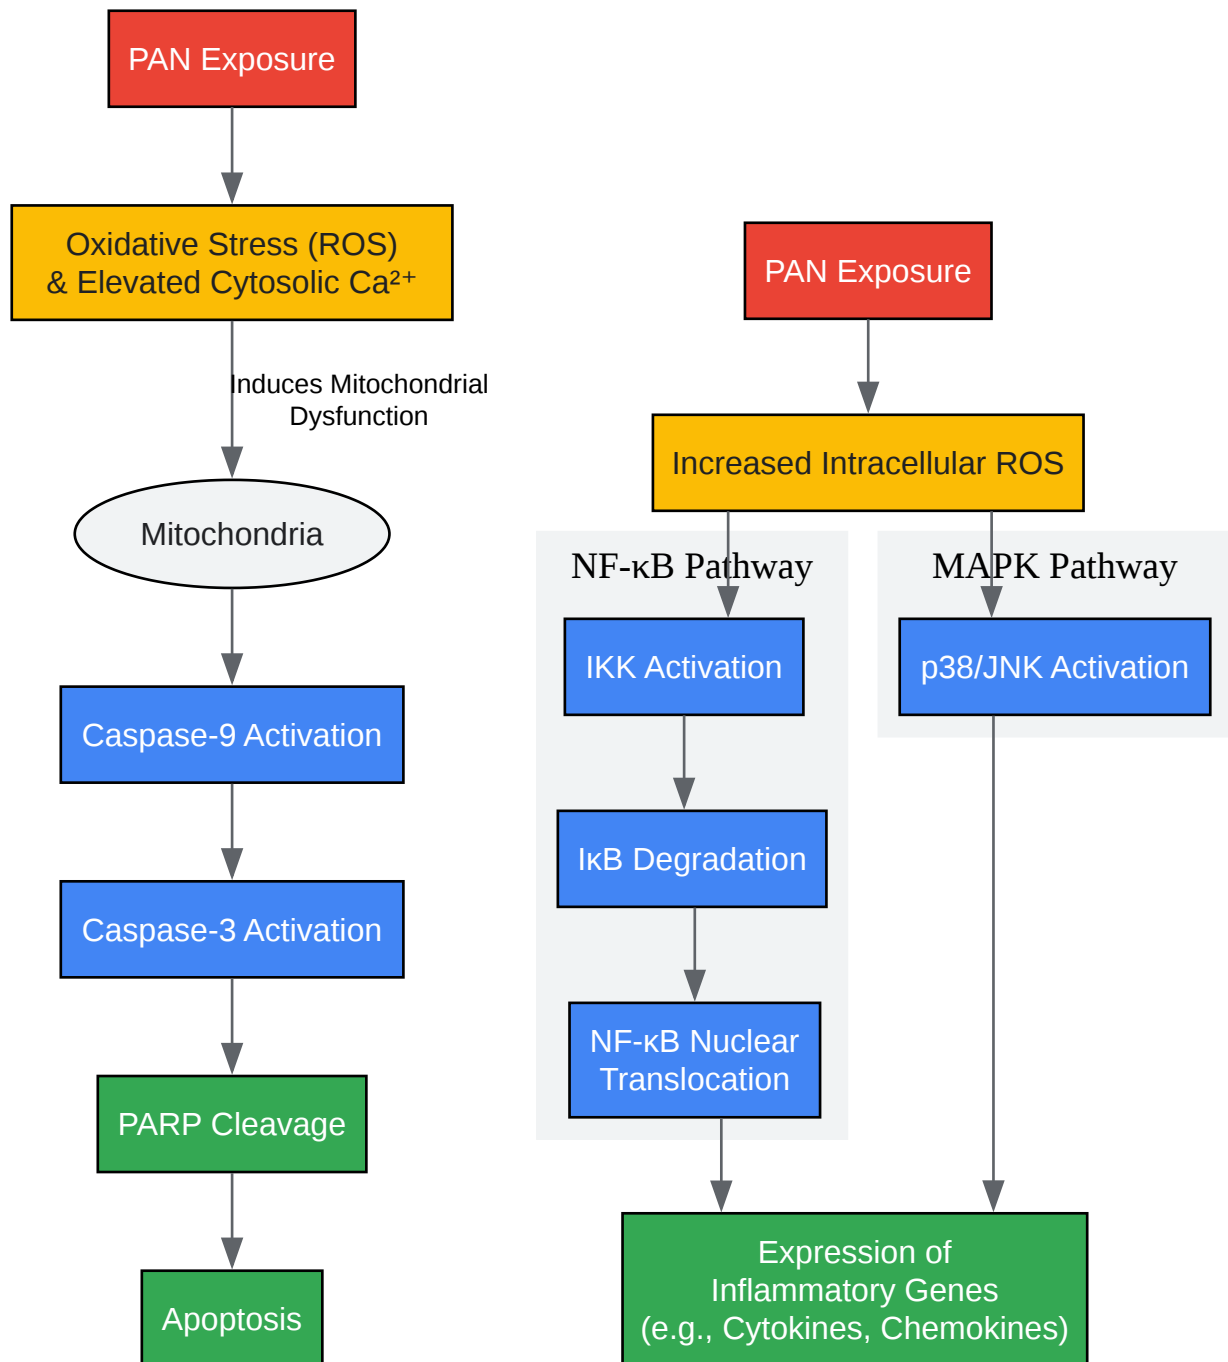 PAN Exposure
Oxidative Stress (ROS)
& Elevated Cytosolic Ca²⁺
Induces Mitochondrial
Dysfunction
Mitochondria
Caspase-9 Activation
Caspase-3 Activation
PARP Cleavage
Apoptosis
PAN Exposure
Increased Intracellular ROS
NF-κB Pathway
IKK Activation
IκB Degradation
NF-κB Nuclear
Translocation
MAPK Pathway
p38/JNK Activation
Expression of
Inflammatory Genes
(e.g., Cytokines, Chemokines)